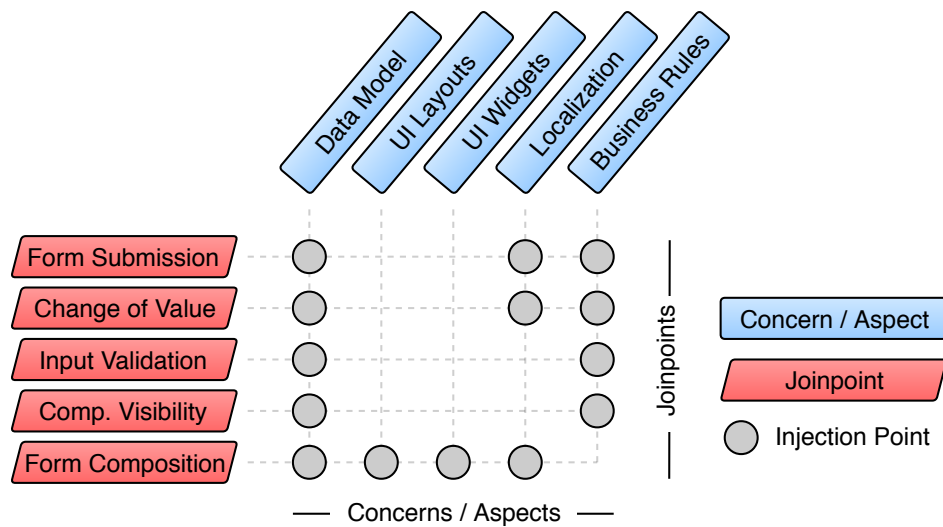 Data Model
UI Layouts
UI Widgets
Localization
Business Rules
Form Submission
Change of Value
Input Validation
Comp. Visibility
Form Composition
Joinpoints
Concerns / Aspects
Concern / Aspect
Joinpoint
Injection Point